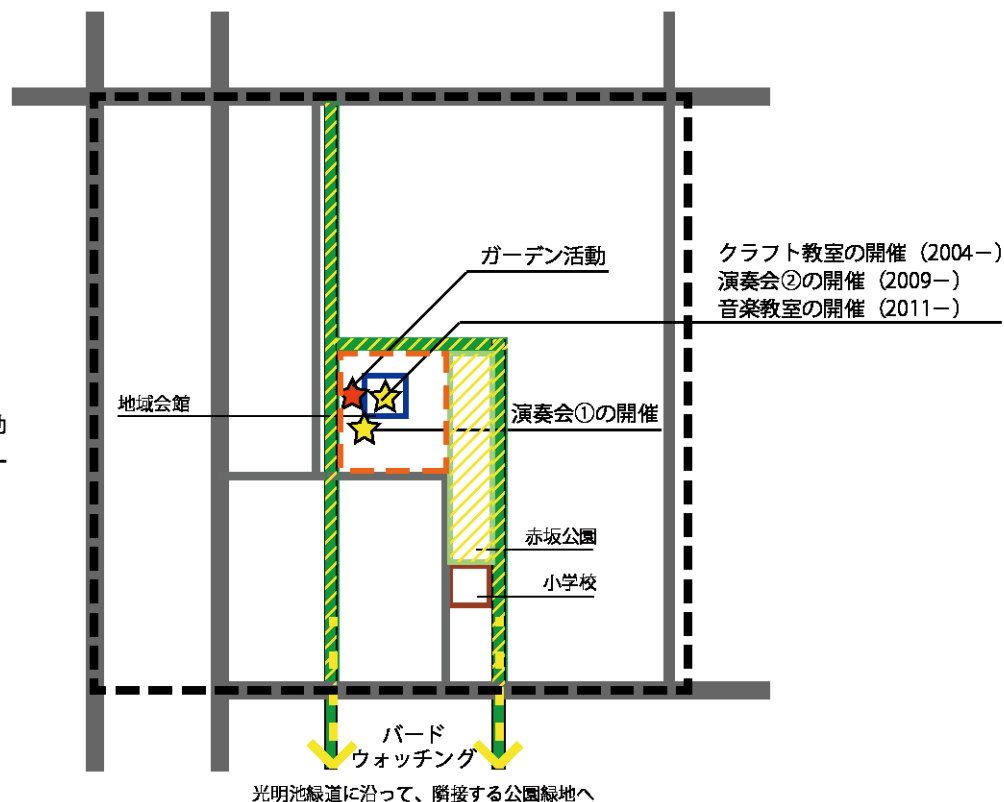 ガーデン活動
クラフト教室の開催（2004−）
演奏会②の開催（2009−）
音楽教室の開催（2011−）
地域会館
演奏会①の開催
動
赤坂公園
小学校
バード
ウォッチング
光明池緑道に沿って、隣接する公園緑地へ